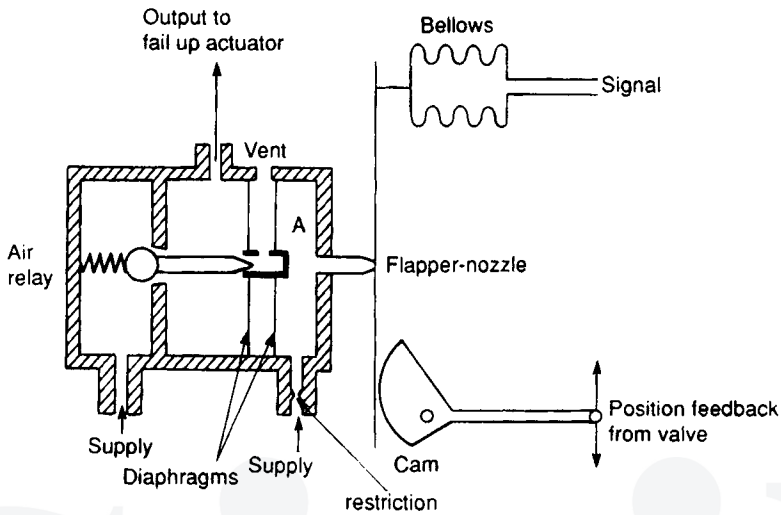 Output to
fail up actuator
Bellows
Signal
Vent
A
Air
relay
Flapper-nozzle
Position feedback
from valve
Supply
Diaphragms
Supply
Cam
restriction